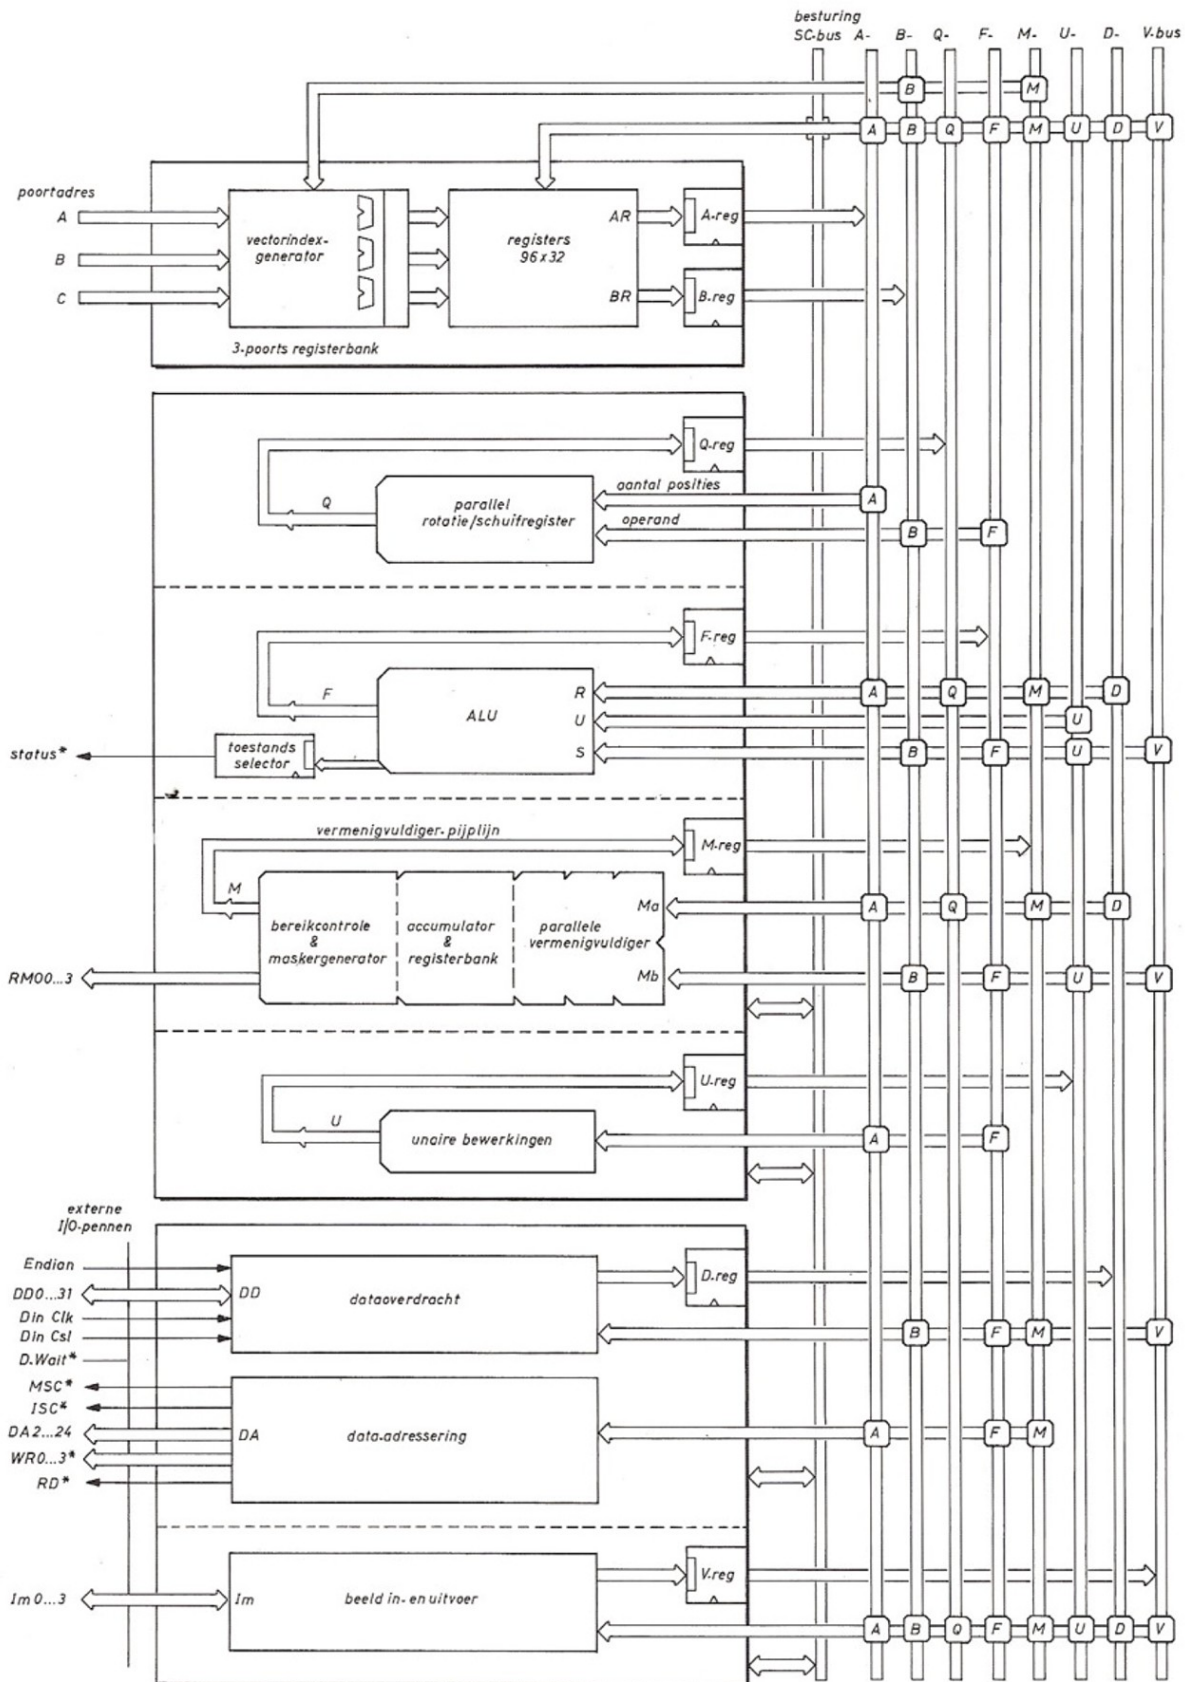 besturing
SC-bus A- B- Q- F- M- U- D- V-bus
B M
A B Q F M U D V
poortadres
A
B
C
vectorindex-
generator
registers
96x32
AR
BR
A-reg
B-reg
3-poorts registerbank
Q-reg
Q
parallel
rotatie/schuifregister
aantal posities
operand
A
B F
F-reg
F
ALU
R
U
S
A Q M D
U
B F U V
toestands
selector
status*
vermenigvuldiger-pijplijn
M-reg
M
bereikcontrole
&
maskergenerator
accumulator
&
registerbank
parallele
vermenigvuldiger
Ma
Mb
A Q M D
B F U V
RM00...3
U-reg
U
unaire bewerkingen
A F
externe
I/O-pennen
Endian
DD0...31
Din Clk
Din Csl
D.Wait*
DD
dataoverdracht
D-reg
B F M V
MSC*
ISC*
DA2...24
WR0...3*
RD*
DA
data-adressering
A F M
V-reg
Im0...3
Im
beeld in- en uitvoer
A B Q F M U D V